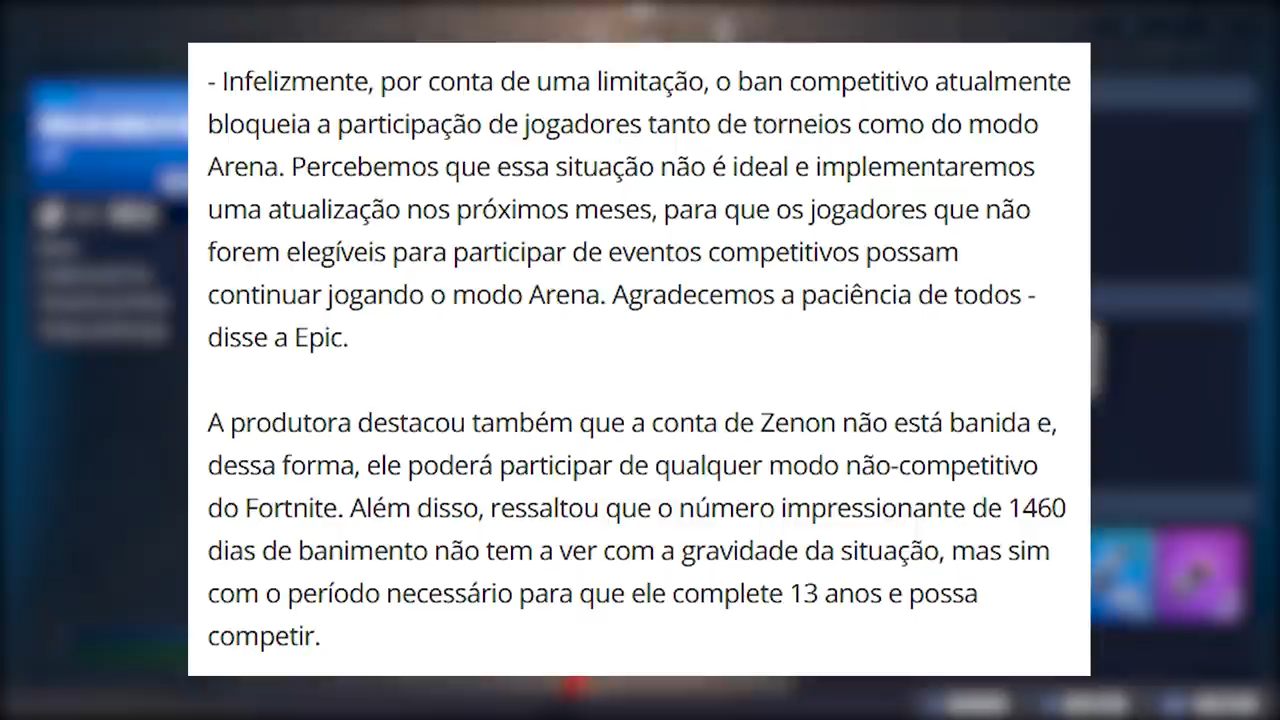 - Infelizmente, por conta de uma limitação, o ban competitivo atualmente
bloqueia a participação de jogadores tanto de torneios como do modo
Arena. Percebemos que essa situação não é ideal e implementaremos
uma atualização nos próximos meses, para que os jogadores que não
forem elegíveis para participar de eventos competitivos possam
continuar jogando o modo Arena. Agradecemos a paciência de todos -
disse a Epic.
A produtora destacou também que a conta de Zenon não está banida e,
dessa forma, ele poderá participar de qualquer modo não-competitivo
do Fortnite. Além disso, ressaltou que o número impressionante de 1460
dias de banimento não tem a ver com a gravidade da situação, mas sim
com o período necessário para que ele complete 13 anos e possa
competir.